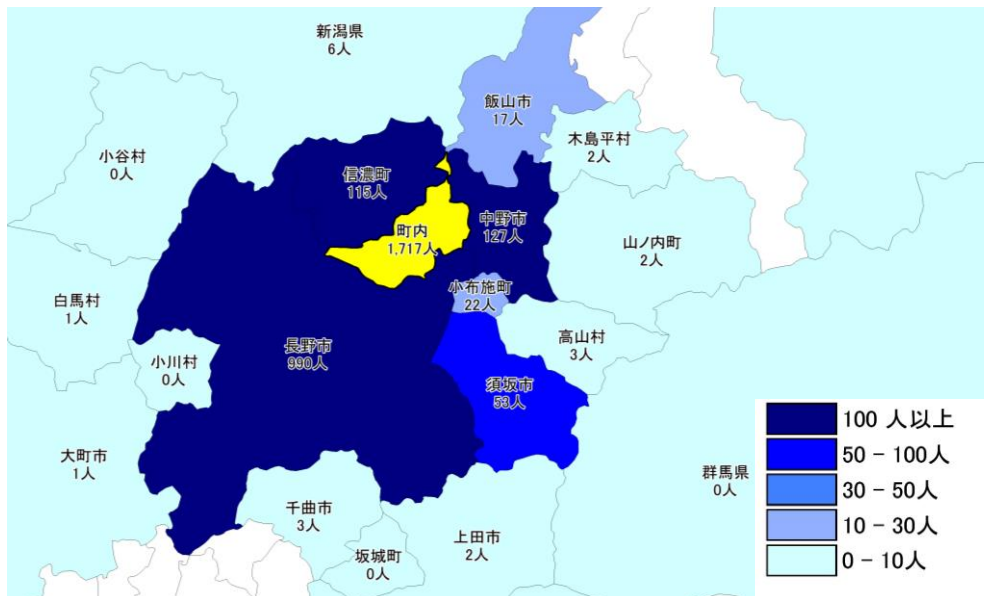 新潟県
6人
飯山市
17人
木島平村
2人
小谷村
0人
信濃町
115人
町内
1,717人
中野市
127人
山ノ内町
2人
白馬村
1人
小布施町
22人
小川村
0人
長野市
990人
高山村
3人
須坂市
53人
大町市
1人
千曲市
3人
坂城町
0人
上田市
2人
群馬県
0人
100 人以上
50 − 100人
30 − 50人
10 − 30人
0 − 10人